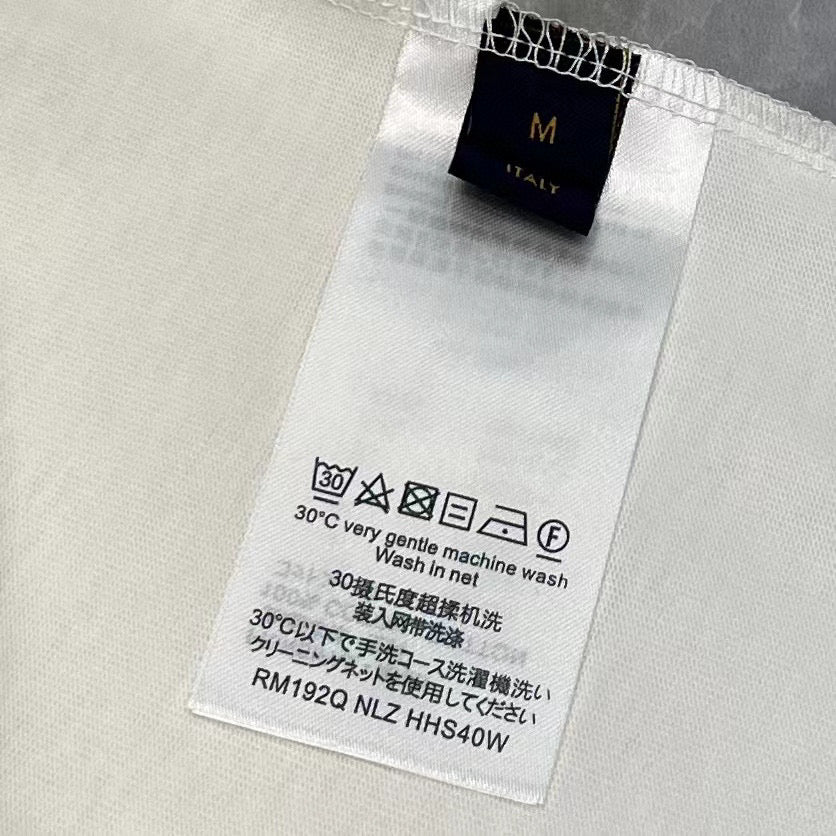 M
ITALY
30
F
30°C very gentle machine wash
Wash in net
30摄氏度超揉机洗
装入网带洗涤
30°C以下で手洗コース洗濯機洗い
クリーニングネットを使用してください
RM192Q NLZ HHS40W